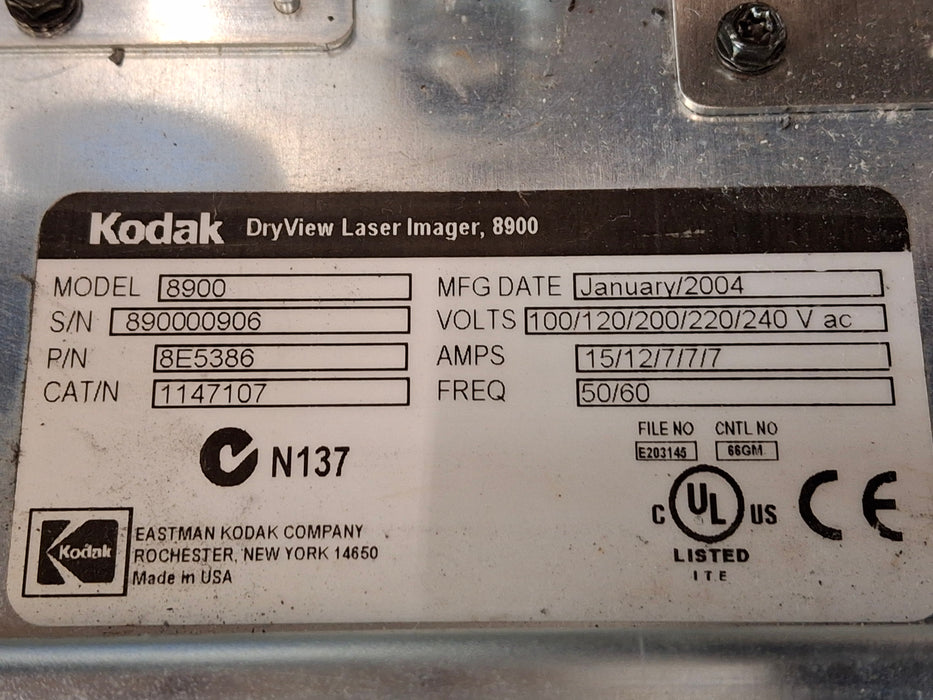 Kodak DryView Laser Imager, 8900
MODEL 8900
S/N 890000906
P/N 8E5386
CAT/N 1147107
MFG DATE January/2004
VOLTS 100/120/200/220/240 V ac
AMPS 15/12/7/7/7
FREQ 50/60
FILE NO CNTL NO
E203145 66GM
N137
C UL US
LISTED
I T E
CE
Kodak
EASTMAN KODAK COMPANY
ROCHESTER, NEW YORK 14650
Made in USA